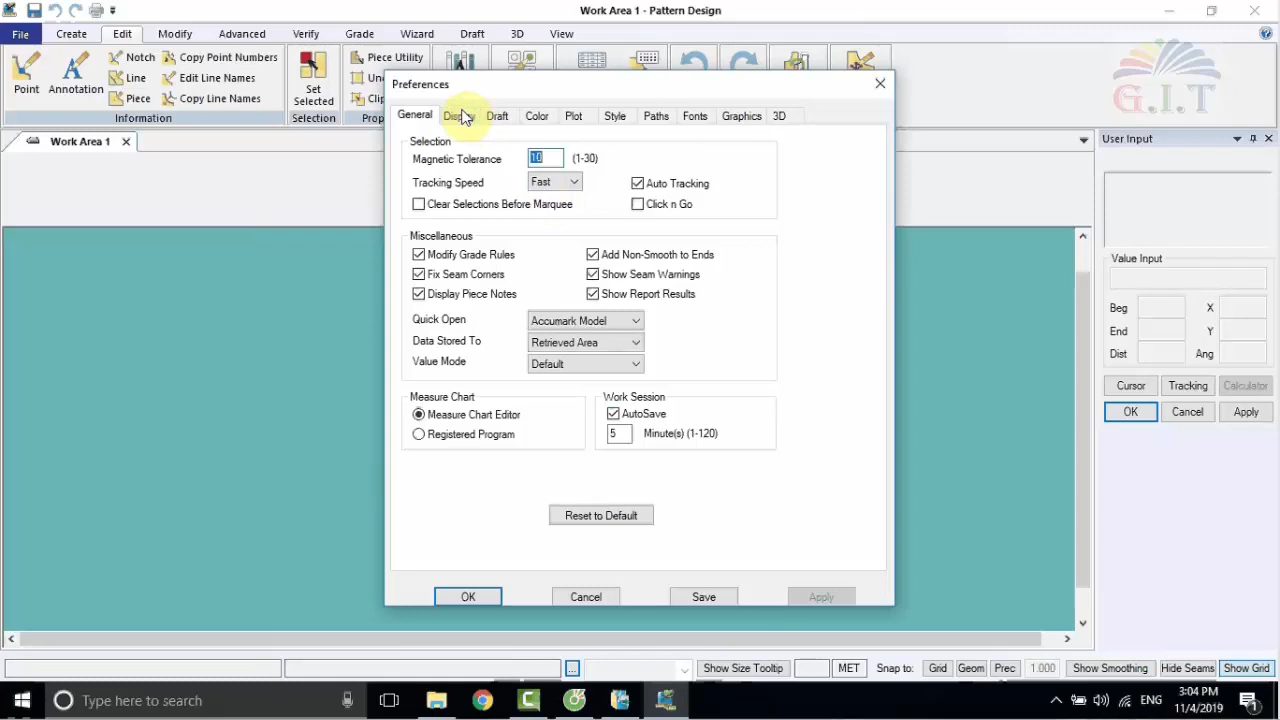 Work Area 1 - Pattern Design
File Create Edit Modify Advanced Verify Grade Wizard Draft 3D View
Notch Copy Point Numbers Piece Utility
Line Edit Line Names
Point Annotation Piece Copy Line Names
Set Selected
Information Selection
Work Area 1
G.I.T
User Input
Preferences
General Draft Color Plot Style Paths Fonts Graphics 3D
Selection
Magnetic Tolerance 10 (1-30)
Tracking Speed Fast Auto Tracking
Clear Selections Before Marquee Click n Go
Miscellaneous
Modify Grade Rules Add Non-Smooth to Ends
Fix Seam Corners Show Seam Warnings
Display Piece Notes Show Report Results
Quick Open Accumark Model
Data Stored To Retrieved Area
Value Mode Default
Measure Chart Work Session
Measure Chart Editor AutoSave
Registered Program 5 Minute(s) (1-120)
Reset to Default
OK Cancel Save Apply
Value Input
Beg X
End Y
Dist Ang
Cursor Tracking Calculator
OK Cancel Apply
... Show Size Tooltip MET Snap to: Grid Geom Prec 1.000 Show Smoothing Hide Seams Show Grid
Type here to search
ENG 3:04 PM
11/4/2019 1